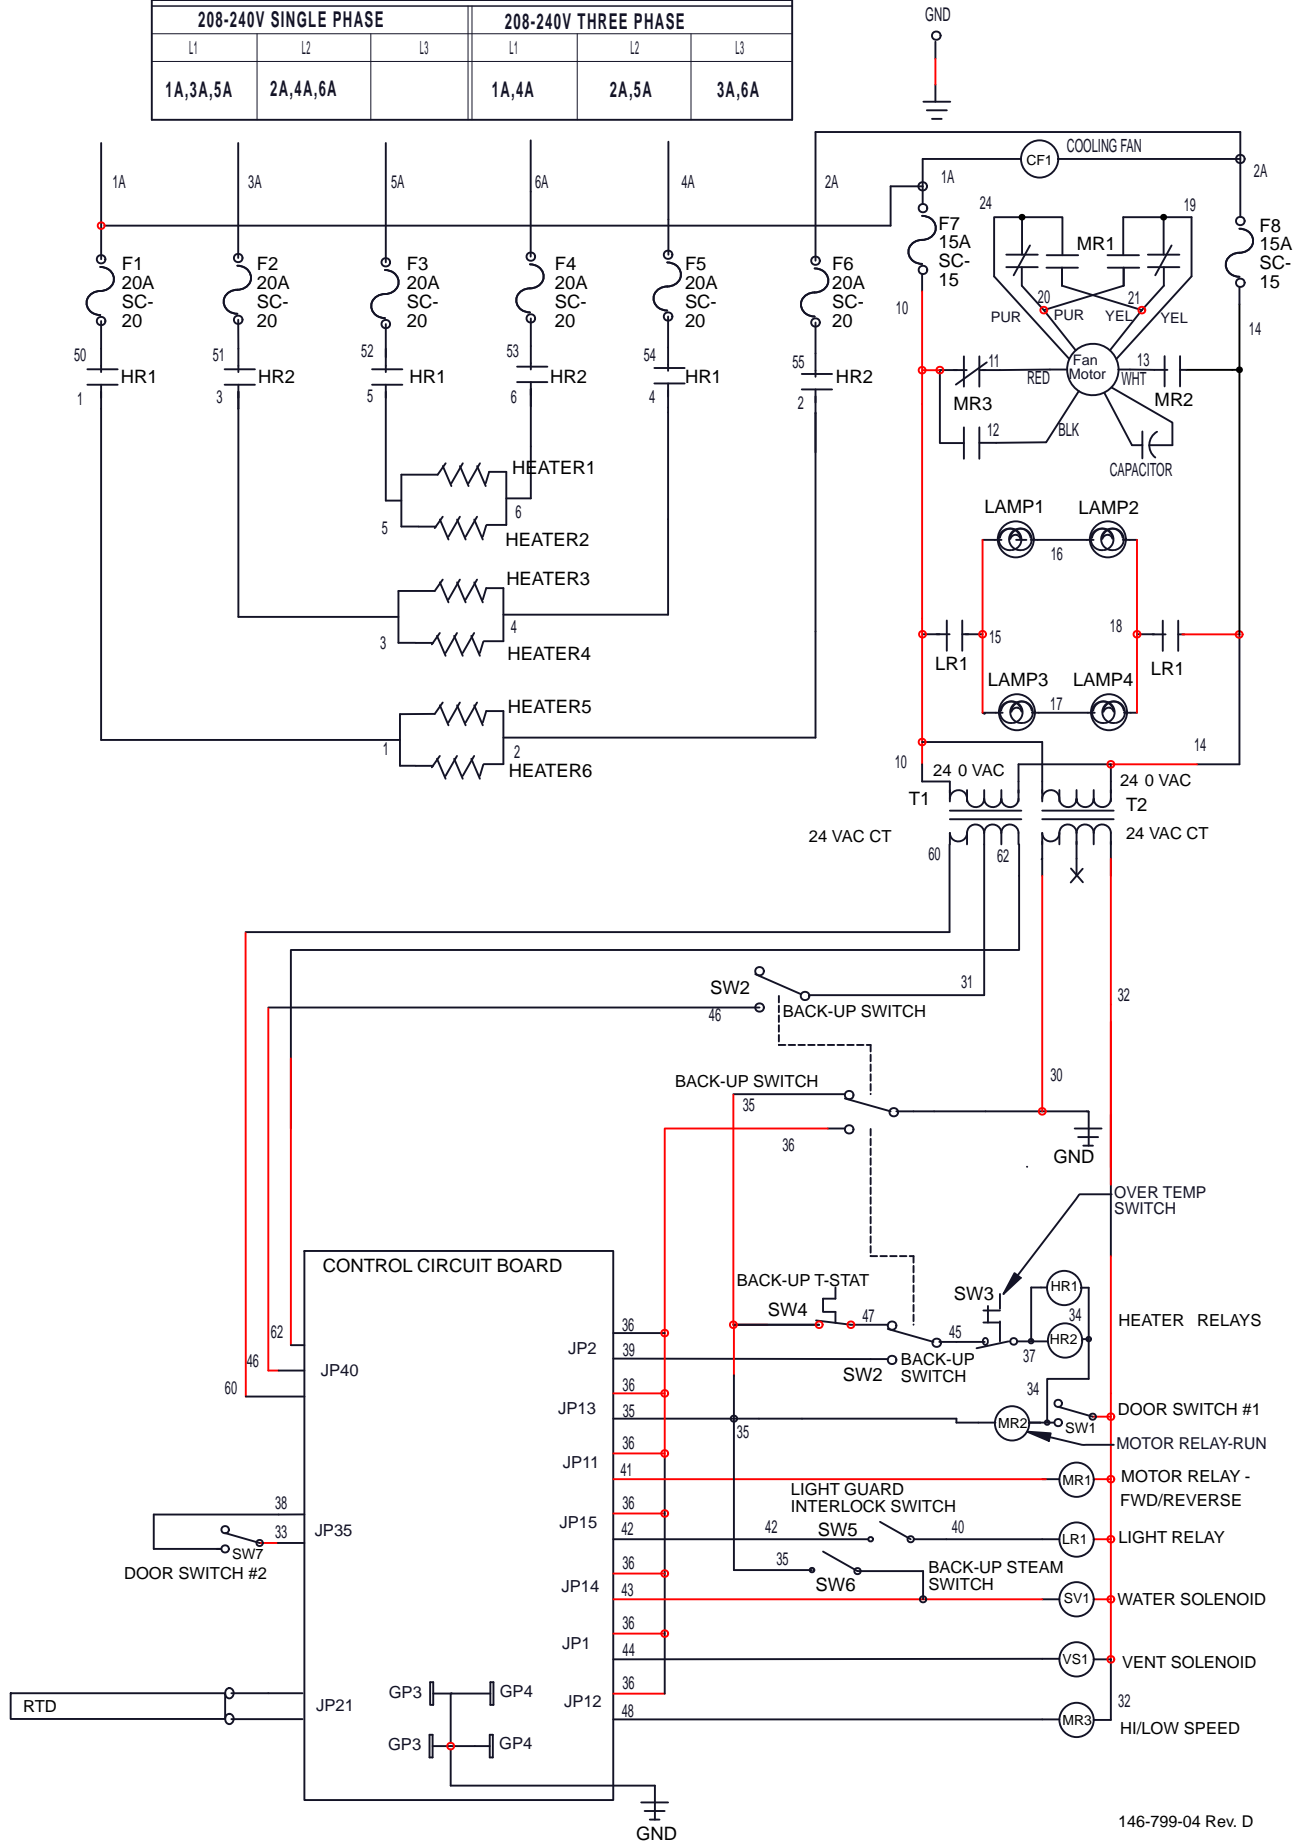 208-240V SINGLE PHASE 208-240V THREE PHASE
L1 L2 L3 L1 L2 L3
1A,3A,5A 2A,4A,6A 1A,4A 2A,5A 3A,6A
GND
COOLING FAN
CF1
1A 3A 5A 6A 4A 2A 1A 2A
24 19
F1
20A
SC-
20
F2
20A
SC-
20
F3
20A
SC-
20
F4
20A
SC-
20
F5
20A
SC-
20
F6
20A
SC-
20
F7
15A
SC-
15
MR1
F8
15A
SC-
15
10
20 21
PUR PUR YEL YEL
14
50 51 52 53 54 55
HR1 HR2 HR1 HR2 HR1 HR2
1 3 5 6 4 2
11 Fan
Motor 13
RED WHT
MR3 MR2
12 BLK
CAPACITOR
HEATER1
5 6
HEATER2
HEATER3
3 4
HEATER4
HEATER5
1 2
HEATER6
LAMP1 LAMP2
16
15 18
LR1 LR1
LAMP3 LAMP4
17
10 14
24 0 VAC 24 0 VAC
T1 T2
24 VAC CT 24 VAC CT
60 62
SW2 31 32
46 BACK-UP SWITCH
BACK-UP SWITCH 30
35
36
GND
OVER TEMP
SWITCH
CONTROL CIRCUIT BOARD
BACK-UP T-STAT
SW4 47 SW3 HR1
34
HEATER RELAYS
62 36
JP2 45 37 HR2
46 JP40 39 SW2 BACK-UP
SWITCH
60 36 34
JP13 35 35 MR2 SW1 DOOR SWITCH #1
MOTOR RELAY-RUN
36
JP11 41 MR1 MOTOR RELAY -
FWD/REVERSE
LIGHT GUARD
INTERLOCK SWITCH
38 36
33 JP35 JP15 42 42 SW5 40 LR1 LIGHT RELAY
SW7
DOOR SWITCH #2
36 35 SW6 BACK-UP STEAM
SWITCH
JP14 43 SV1 WATER SOLENOID
36
JP1 44 VS1 VENT SOLENOID
RTD JP21 GP3 GP4 JP12 36
48 32
MR3 HI/LOW SPEED
GP3 GP4
GND
146-799-04 Rev. D